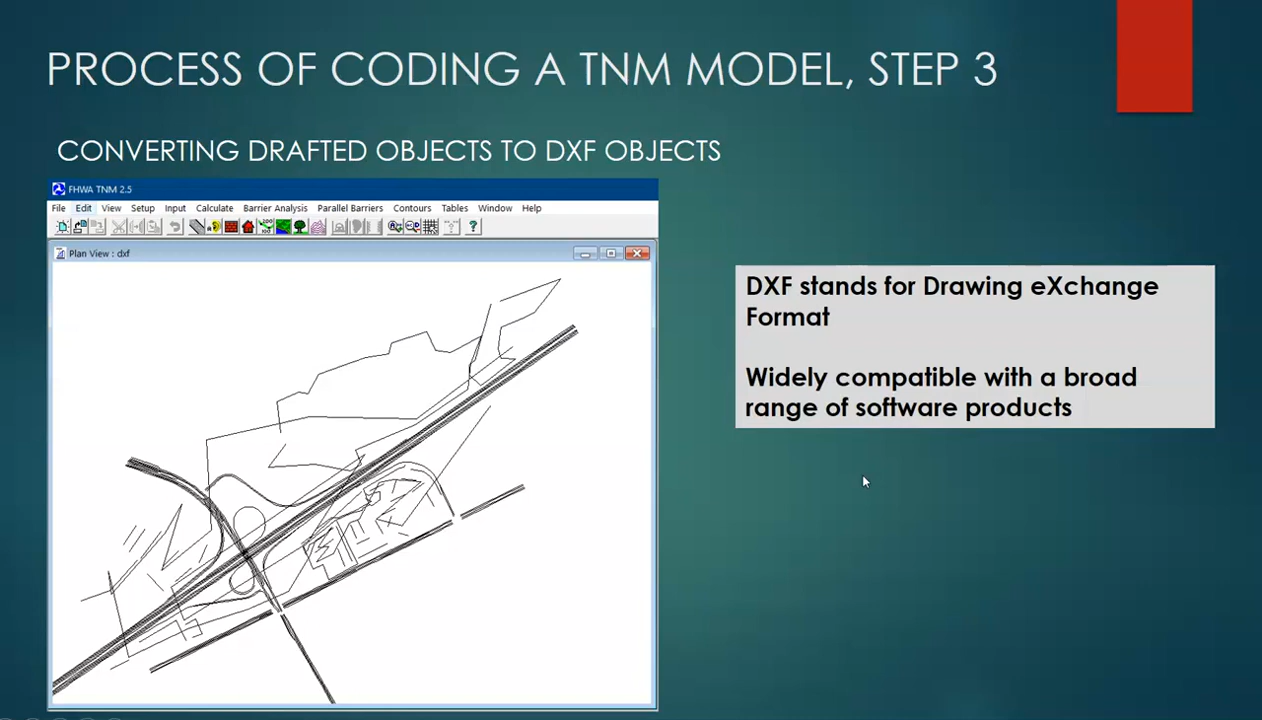 PROCESS OF CODING A TNM MODEL, STEP 3
CONVERTING DRAFTED OBJECTS TO DXF OBJECTS
FHWA TNM 2.5
File Edit View Setup Input Calculate Barrier Analysis Parallel Barriers Contours Tables Window Help
Plan View : dxf
DXF stands for Drawing eXchange
Format
Widely compatible with a broad
range of software products